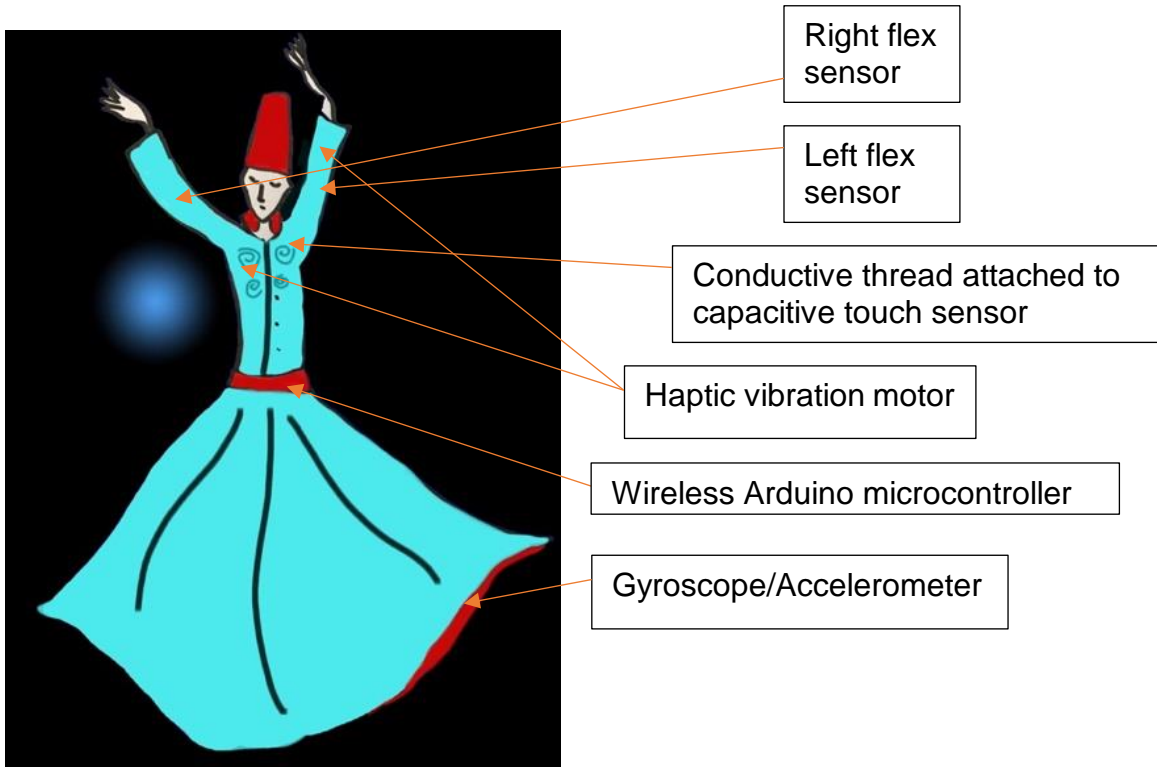 Right flex
sensor
Left flex
sensor
Conductive thread attached to
capacitive touch sensor
Haptic vibration motor
Wireless Arduino microcontroller
Gyroscope/Accelerometer